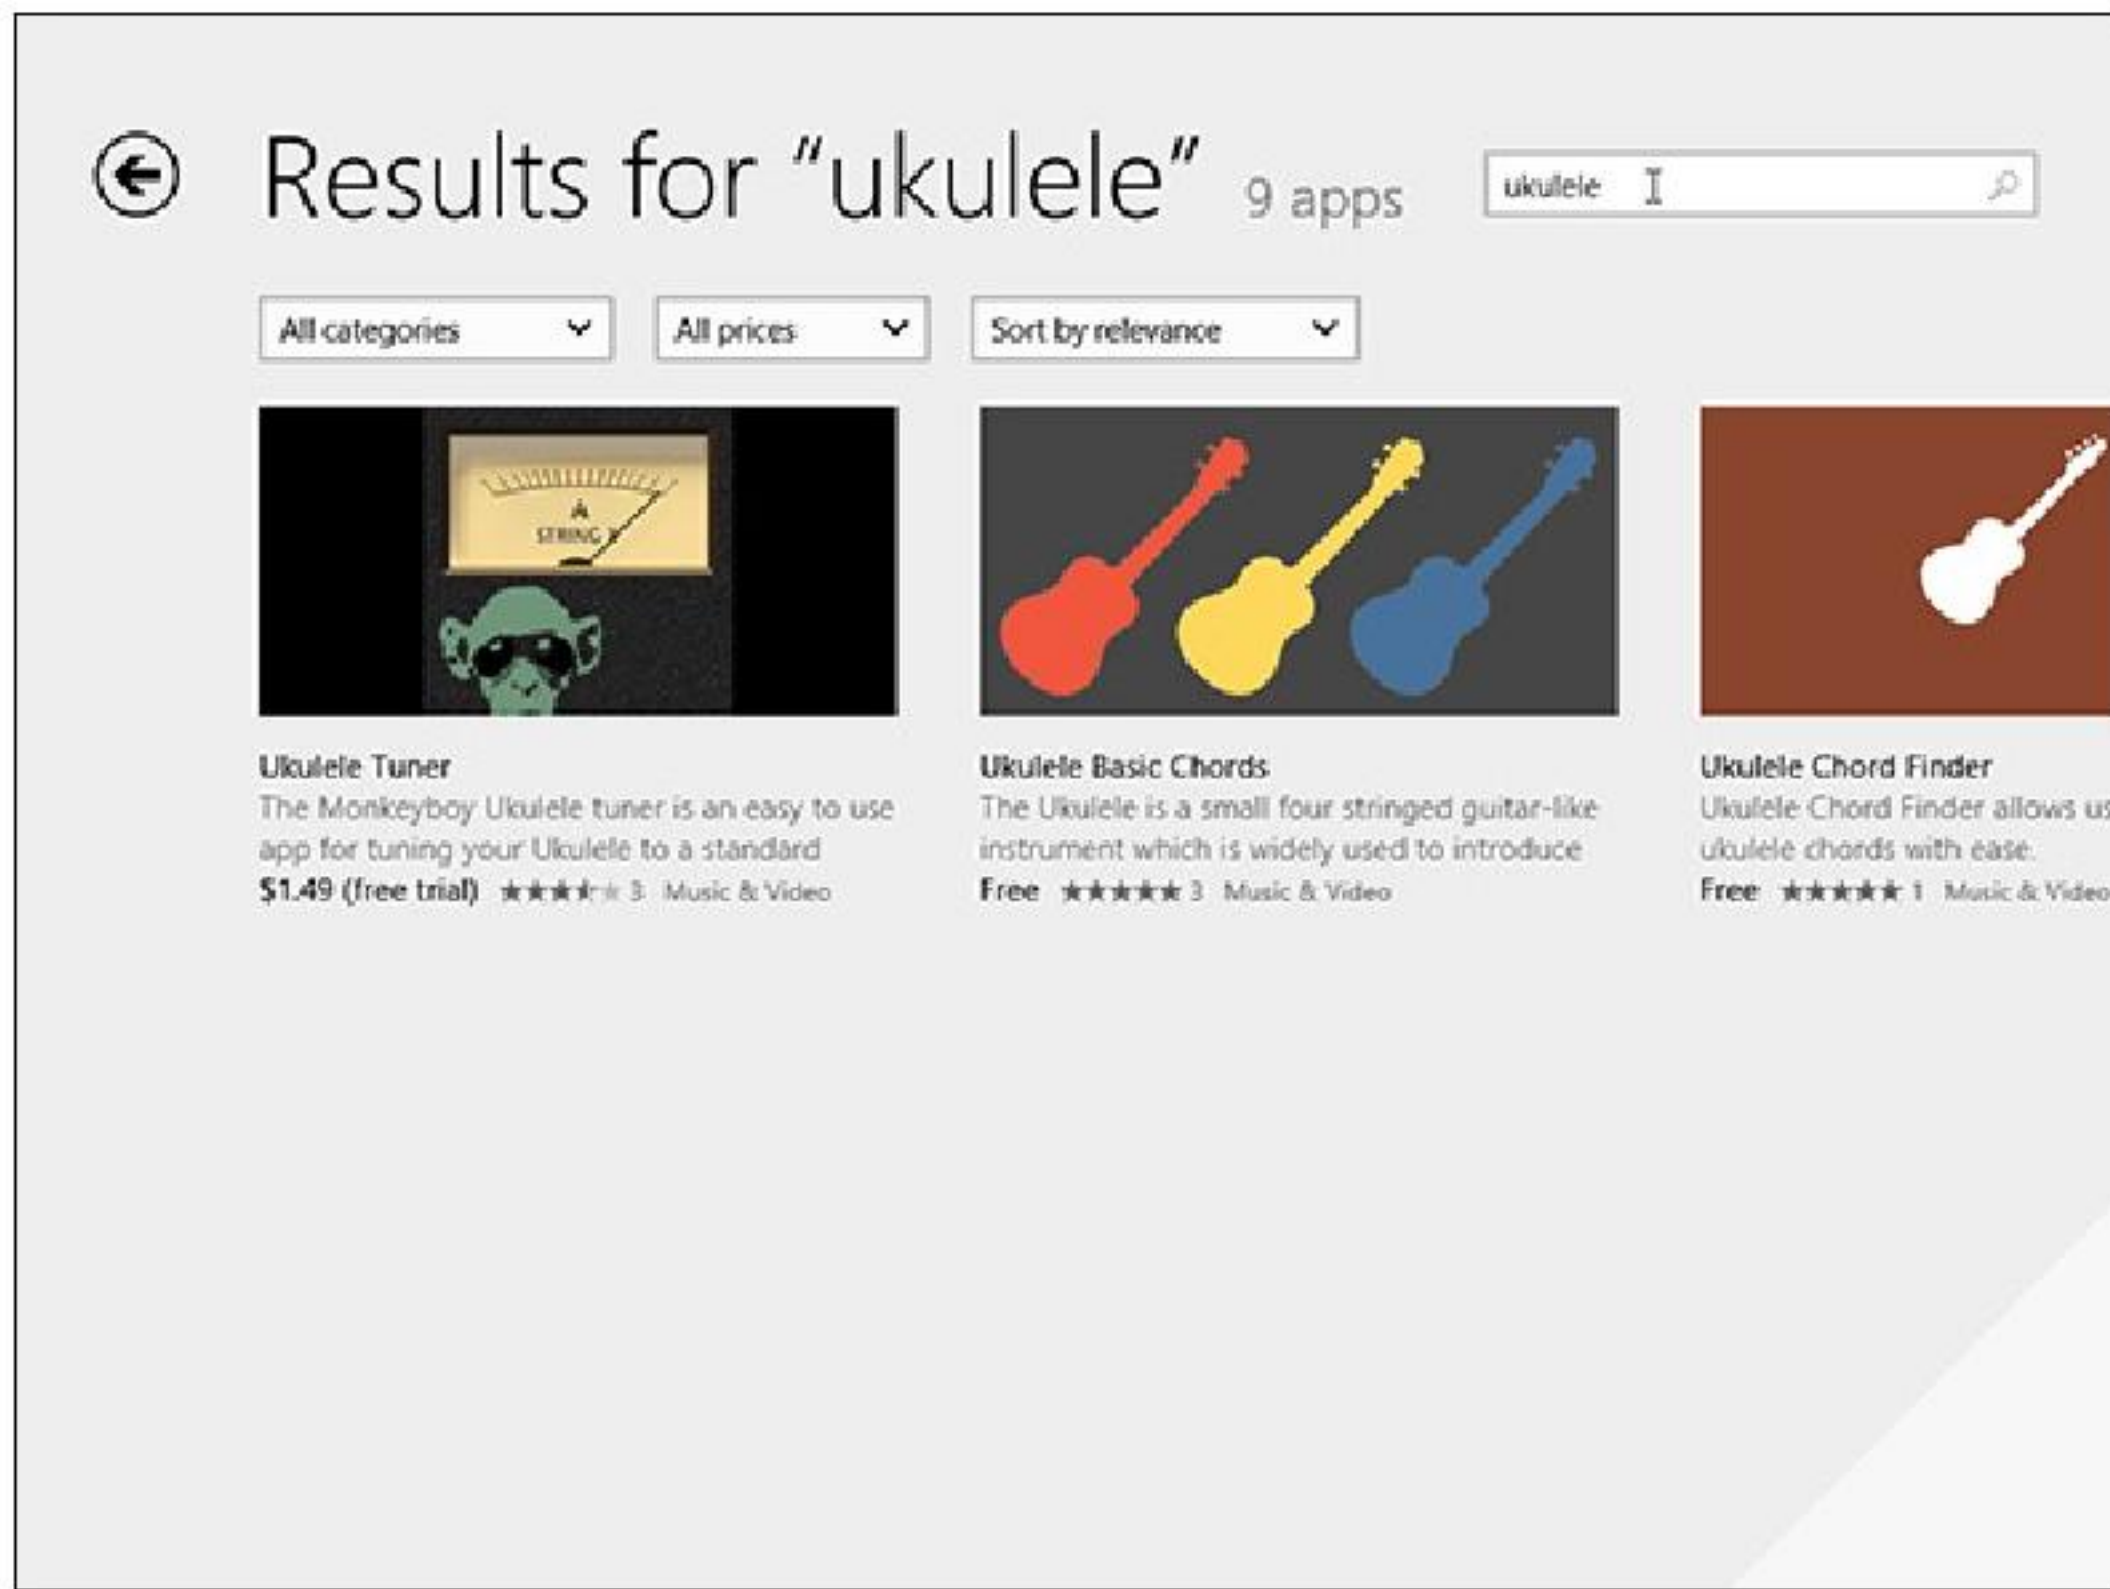 Results for “ukulele” 9 apps
ukulele
All categories
All prices
Sort by relevance
A
STRING
Ukulele Tuner
The Monkeyboy Ukulele tuner is an easy to use
app for tuning your Ukulele to a standard
$1.49 (free trial) 3 Music & Video
Ukulele Basic Chords
The Ukulele is a small four stringed guitar-like
instrument which is widely used to introduce
Free 3 Music & Video
Ukulele Chord Finder
Ukulele Chord Finder allows
ukulele chords with ease.
Free 1 Music & Video